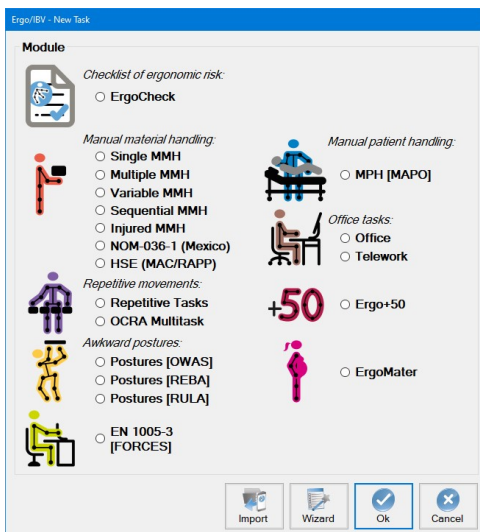 Ergo/IBV - New Task
Module
Checklist of ergonomic risk:
ErgoCheck
Manual material handling:
Single MMH
Multiple MMH
Variable MMH
Sequential MMH
Injured MMH
NOM-036-1 (Mexico)
HSE (MAC/RAPP)
Repetitive movements:
Repetitive Tasks
OCRA Multitask
Awkward postures:
Postures [OWAS]
Postures [REBA]
Postures [RULA]
EN 1005-3
[FORCES]
Manual patient handling:
MPH [MAPO]
Office tasks:
Office
Telework
+50
Ergo+50
ErgoMater
Import
Wizard
Ok
Cancel